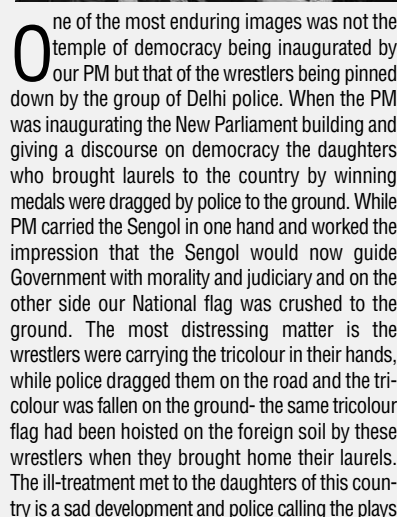 One of the most enduring images was not the
temple of democracy being inaugurated by
our PM but that of the wrestlers being pinned
down by the group of Delhi police. When the PM
was inaugurating the New Parliament building and
giving a discourse on democracy the daughters
who brought laurels to the country by winning
medals were dragged by police to the ground. While
PM carried the Sengol in one hand and worked the
impression that the Sengol would now guide
Government with morality and judiciary and on the
other side our National flag was crushed to the
ground. The most distressing matter is the
wrestlers were carrying the tricolour in their hands,
while police dragged them on the road and the tri-
colour was fallen on the ground- the same tricolour
flag had been hoisted on the foreign soil by these
wrestlers when they brought home their laurels.
The ill-treatment met to the daughters of this coun-
try is a sad development and police calling the plays